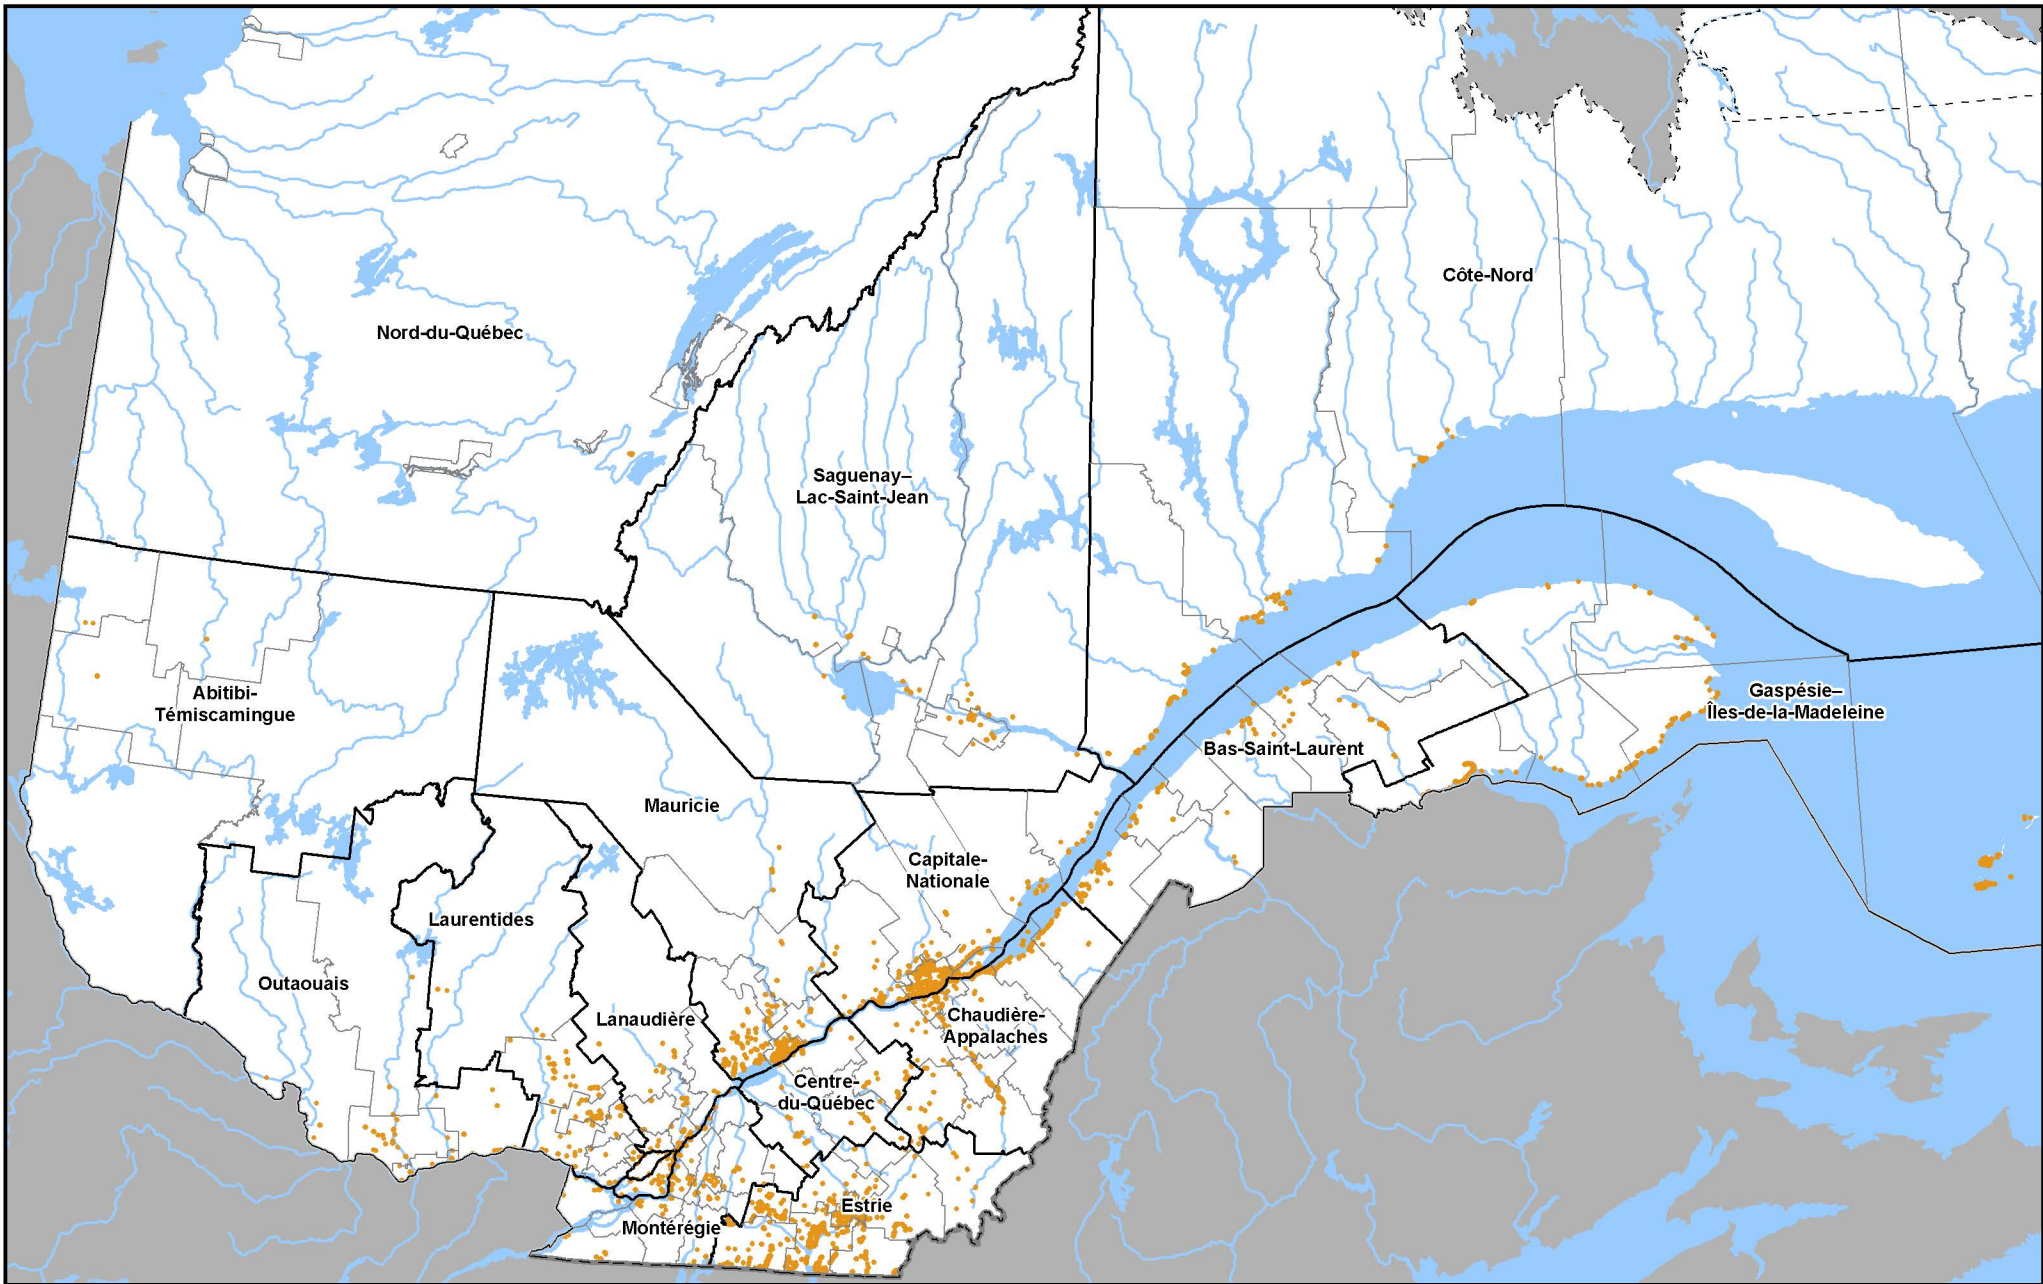 Côte-Nord
Nord-du-Québec
Saguenay–
Lac-Saint-Jean
Abitibi-
Témiscamingue
Gaspésie–
Îles-de-la-Madeleine
Bas-Saint-Laurent
Mauricie
Capitale-
Nationale
Laurentides
Outaouais
Lanaudière
Chaudière-
Appalaches
Centre-
du-Québec
Estrie
Montérégie